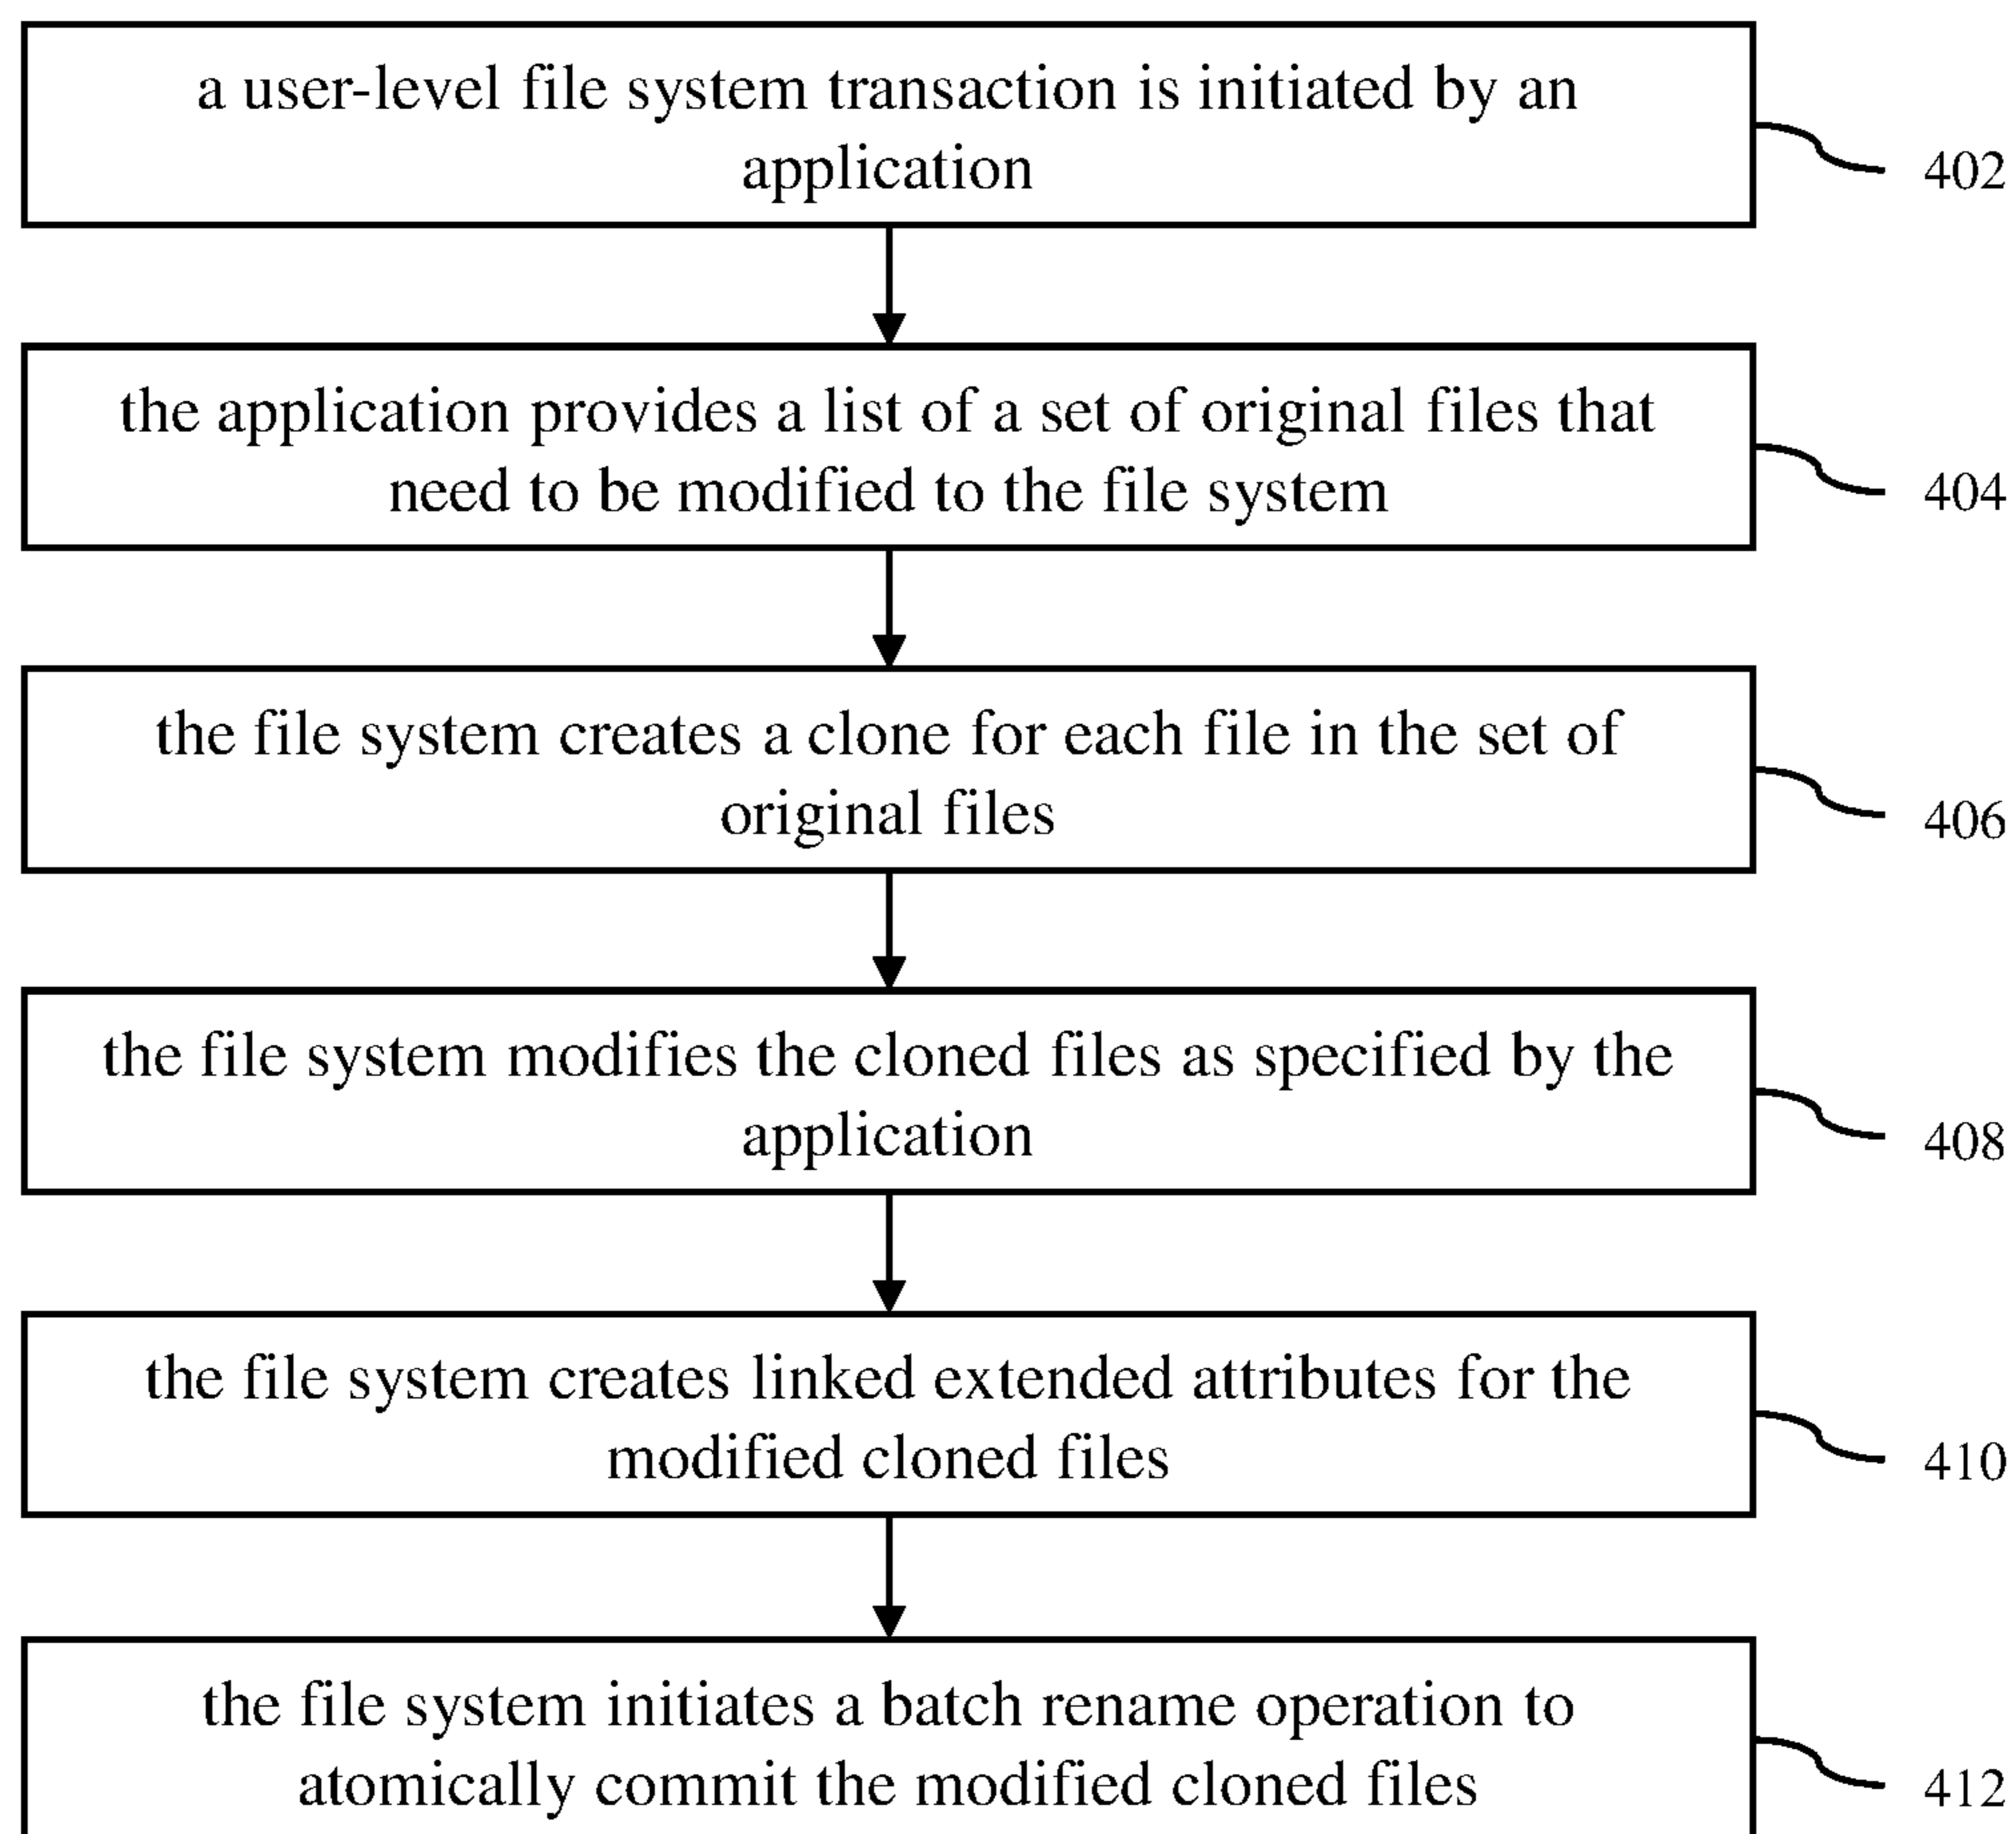 a user-level file system transaction is initiated by an
application
402
the application provides a list of a set of original files that
need to be modified to the file system
404
the file system creates a clone for each file in the set of
original files
406
the file system modifies the cloned files as specified by the
application
408
the file system creates linked extended attributes for the
modified cloned files
410
the file system initiates a batch rename operation to
atomically commit the modified cloned files
412